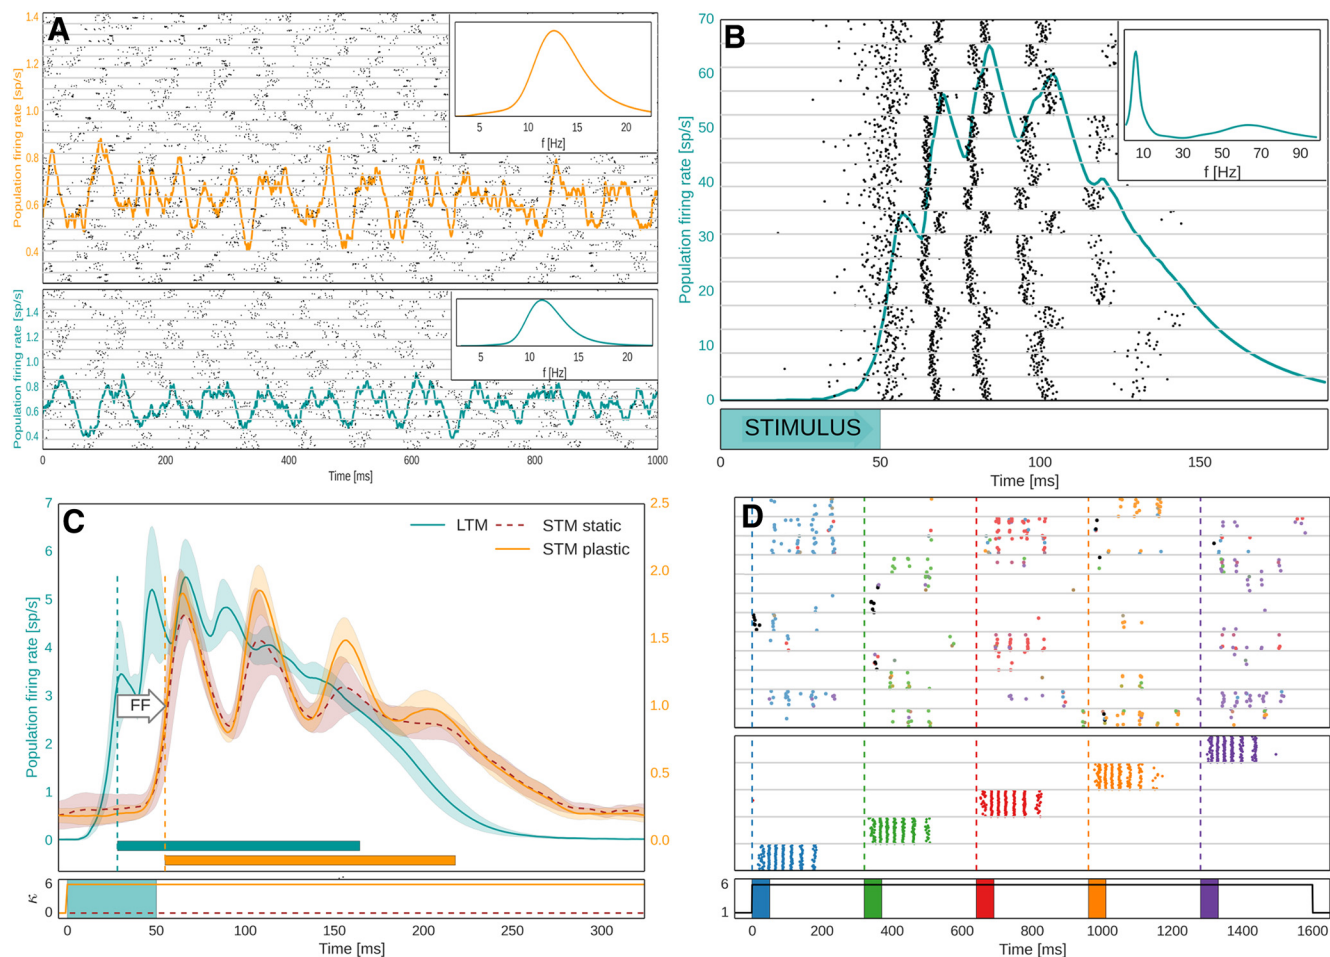 A
Population firing rate [sp/s]
1.4
1.2
1.0
0.8
0.6
0.4
5 10 15 20
f [Hz]
Population firing rate [sp/s]
1.4
1.2
1.0
0.8
0.6
0.4
5 10 15 20
f [Hz]
0 200 400 600 800 1000
Time [ms]
B
Population firing rate [sp/s]
70
60
50
40
30
20
10
0
10 30 50 70 90
f [Hz]
STIMULUS
0 50 100 150
Time [ms]
C
Population firing rate [sp/s]
7
6
5
4
3
2
1
0
LTM
STM static
STM plastic
FF
2.5
2.0
1.5
1.0
0.5
0.0
κ
6
0
0 50 100 150 200 250 300
Time [ms]
D
6
1
0 200 400 600 800 1000 1200 1400 1600
Time [ms]